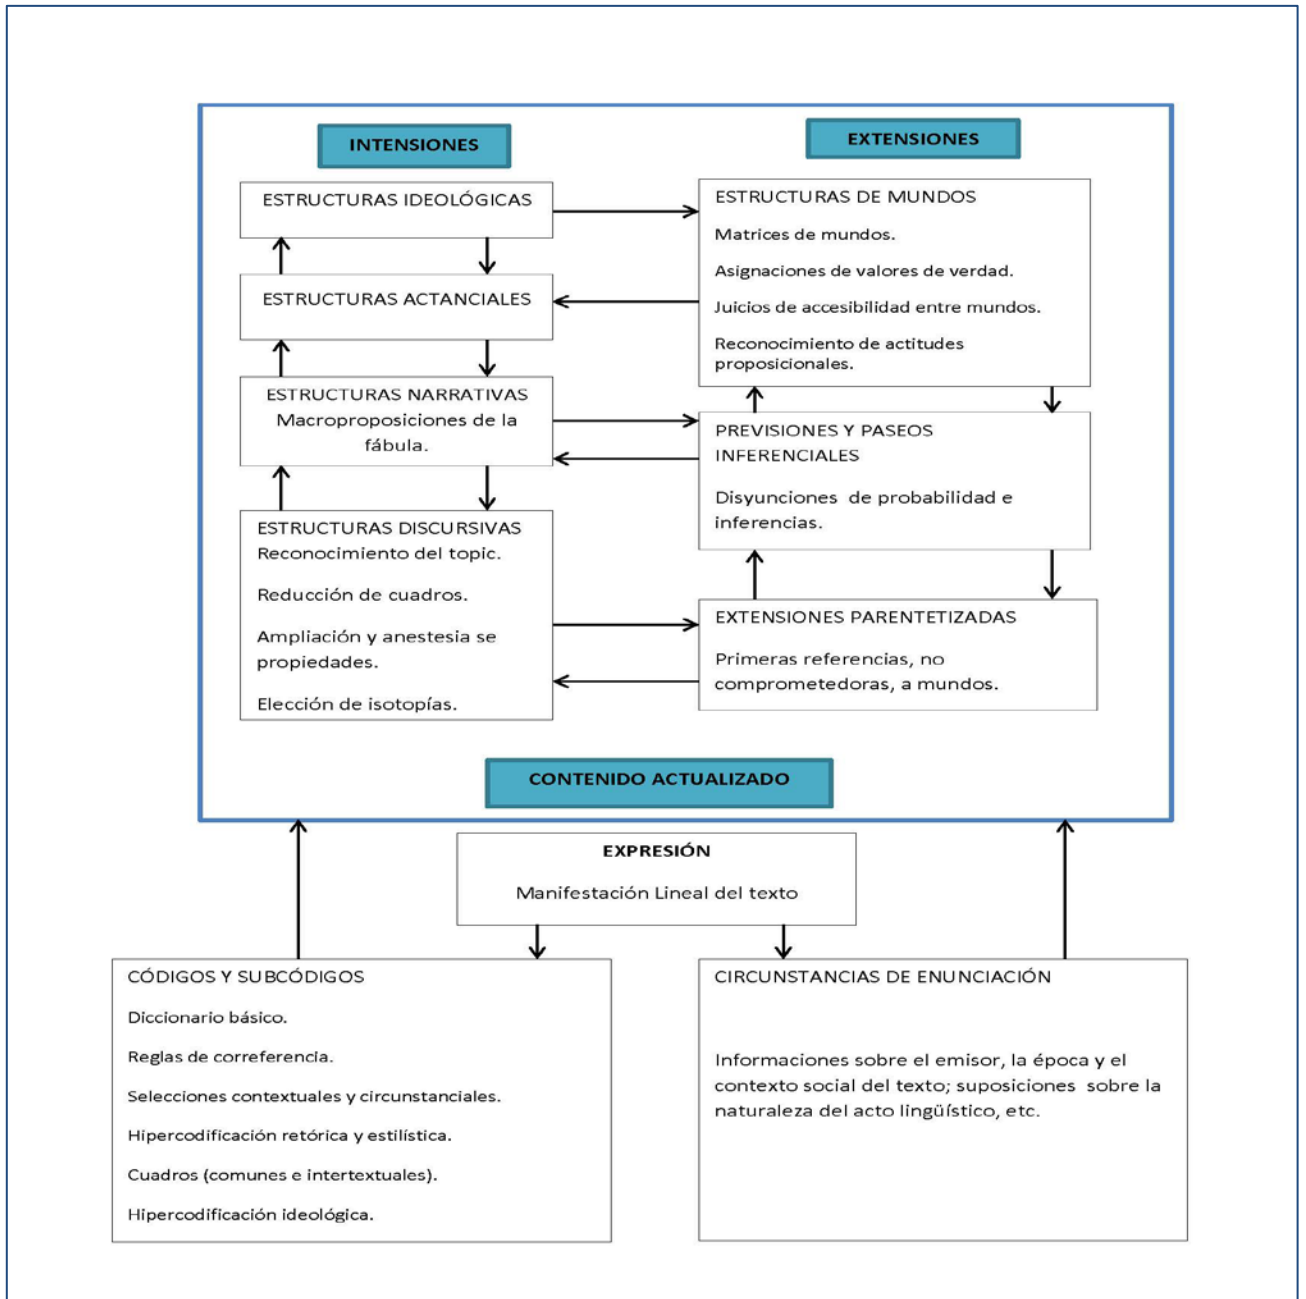 INTENSIONES
EXTENSIONES
ESTRUCTURAS IDEOLÓGICAS
ESTRUCTURAS ACTANCIALES
ESTRUCTURAS NARRATIVAS
Macroproposiciones de la
fábula.
ESTRUCTURAS DISCURSIVAS
Reconocimiento del topic.
Reducción de cuadros.
Ampliación y anestesia se
propiedades.
Elección de isotopías.
ESTRUCTURAS DE MUNDOS
Matrices de mundos.
Asignaciones de valores de verdad.
Juicios de accesibilidad entre mundos.
Reconocimiento de actitudes
proposicionales.
PREVISIONES Y PASEOS
INFERENCIALES
Disyunciones de probabilidad e
inferencias.
EXTENSIONES PARENTETIZADAS
Primeras referencias, no
comprometedoras, a mundos.
CONTENIDO ACTUALIZADO
EXPRESIÓN
Manifestación Lineal del texto
CÓDIGOS Y SUBCÓDIGOS
Diccionario básico.
Reglas de correferencia.
Selecciones contextuales y circunstanciales.
Hipercodificación retórica y estilística.
Cuadros (comunes e intertextuales).
Hipercodificación ideológica.
CIRCUNSTANCIAS DE ENUNCIACIÓN
Informaciones sobre el emisor, la época y el
contexto social del texto; suposiciones sobre la
naturaleza del acto lingüístico, etc.